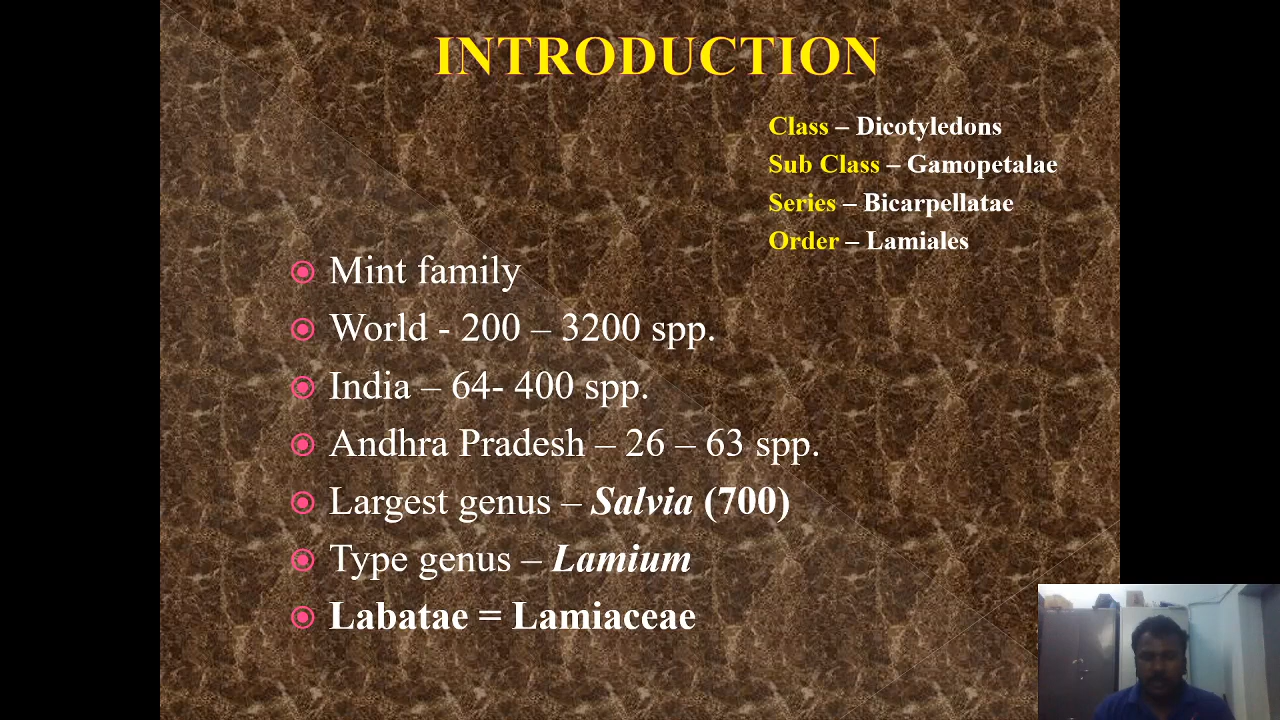 INTRODUCTION
Class – Dicotyledons
Sub Class – Gamopetalae
Series – Bicarpellatae
Order – Lamiales
Mint family
World - 200 – 3200 spp.
India – 64- 400 spp.
Andhra Pradesh – 26 – 63 spp.
Largest genus – Salvia (700)
Type genus – Lamium
Labatae = Lamiaceae